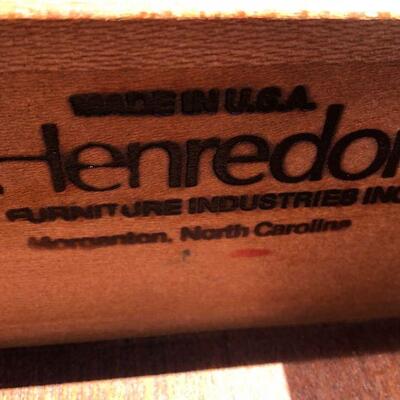 MADE IN U.S.A.
Henredon
FURNITURE INDUSTRIES INC
Morganton, North Carolina